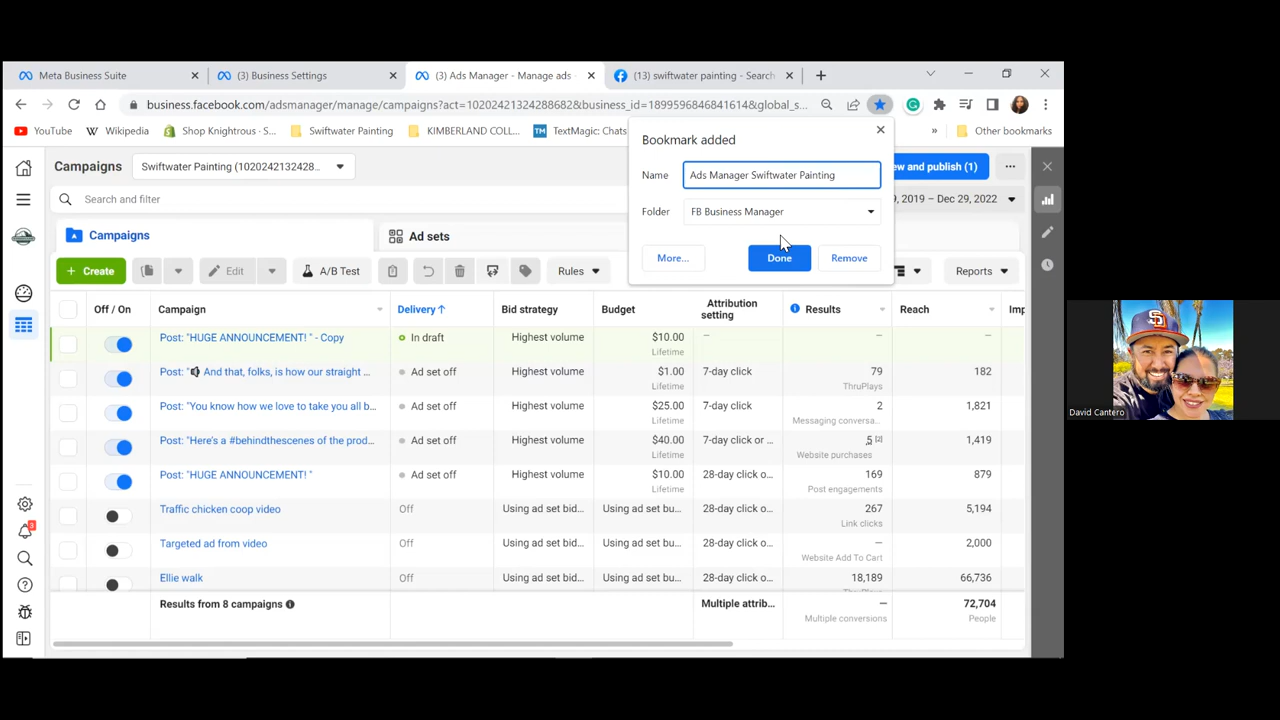 Meta Business Suite
(3) Business Settings
(3) Ads Manager - Manage ads -
(13) swiftwater painting - Search
business.facebook.com/adsmanager/manage/campaigns?act=10202421324288682&business_id=1899596846841614&global_s...
YouTube
Wikipedia
Shop Knightrous - S...
Swiftwater Painting
KIMBERLAND COLL...
TextMagic: Chats
»
Other bookmarks
Bookmark added
Name
Ads Manager Swiftwater Painting
Folder
FB Business Manager
More...
Done
Remove
Campaigns
Swiftwater Painting (1020242132428...
ew and publish (1)
9, 2019 – Dec 29, 2022
Search and filter
Campaigns
Ad sets
+ Create
Edit
A/B Test
Rules
Reports
Off / On
Campaign
Delivery ↑
Bid strategy
Budget
Attribution setting
Results
Reach
Imp
Post: "HUGE ANNOUNCEMENT! " - Copy
In draft
Highest volume
$10.00
Lifetime
–
–
–
Post: "📢 And that, folks, is how our straight ...
Ad set off
Highest volume
$1.00
Lifetime
7-day click
79
ThruPlays
182
Post: "You know how we love to take you all b...
Ad set off
Highest volume
$25.00
Lifetime
7-day click
2
Messaging conversa...
1,821
Post: "Here's a #behindthescenes of the prod...
Ad set off
Highest volume
$40.00
Lifetime
7-day click or ...
5 [2]
Website purchases
1,419
Post: "HUGE ANNOUNCEMENT! "
Ad set off
Highest volume
$10.00
Lifetime
28-day click o...
169
Post engagements
879
Traffic chicken coop video
Off
Using ad set bid...
Using ad set bu...
28-day click o...
267
Link clicks
5,194
Targeted ad from video
Off
Using ad set bid...
Using ad set bu...
28-day click o...
—
Website Add To Cart
2,000
Ellie walk
Off
Using ad set bid...
Using ad set bu...
28-day click o...
18,189
ThruPlays
66,736
Results from 8 campaigns
Multiple attrib...
—
Multiple conversions
72,704
People
3
David Cantero